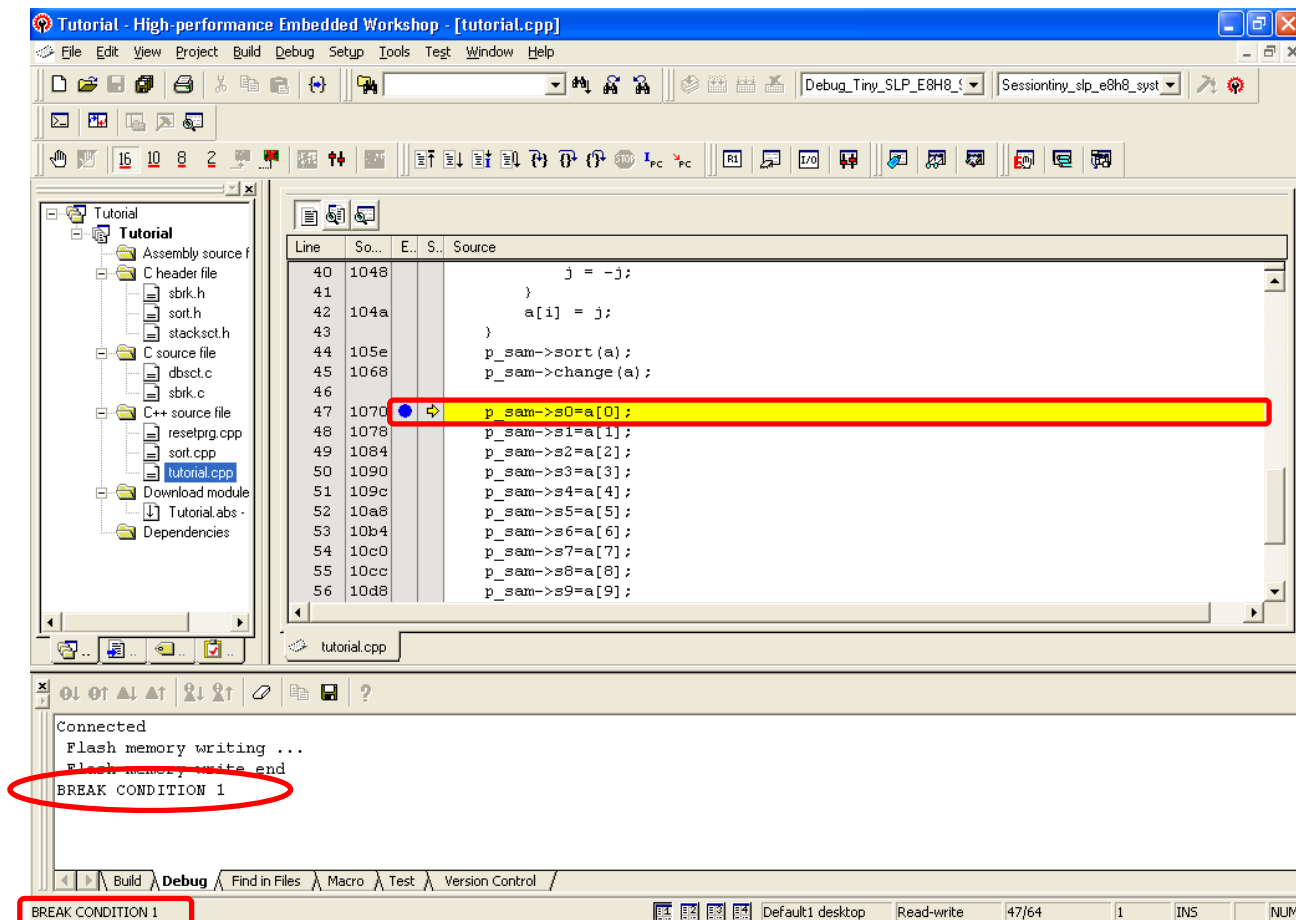 Tutorial - High-performance Embedded Workshop - [tutorial.cpp]
File Edit View Project Build Debug Setup Tools Test Window Help
Debug_Tiny_SLP_E8H8_S Sessiontiny_slp_e8h8_syst
16 10 8 2 STOP I PC PC R1 I/O
Tutorial
Tutorial
Assembly source f
C header file
sbrk.h
sort.h
stacksct.h
C source file
dbsct.c
sbrk.c
C++ source file
resetprg.cpp
sort.cpp
tutorial.cpp
Download module
Tutorial.abs -
Dependencies
Line So... E.. S.. Source
40 1048 j = -j;
41 }
42 104a a[i] = j;
43 }
44 105e p_sam->sort(a);
45 1068 p_sam->change(a);
46
47 1070 p_sam->s0=a[0];
48 1078 p_sam->s1=a[1];
49 1084 p_sam->s2=a[2];
50 1090 p_sam->s3=a[3];
51 109c p_sam->s4=a[4];
52 10a8 p_sam->s5=a[5];
53 10b4 p_sam->s6=a[6];
54 10c0 p_sam->s7=a[7];
55 10cc p_sam->s8=a[8];
56 10d8 p_sam->s9=a[9];
tutorial.cpp
Connected
Flash memory writing ...
Flash memory write end
BREAK CONDITION 1
Build Debug Find in Files Macro Test Version Control
BREAK CONDITION 1 1 2 3 4 Default1 desktop Read-write 47/64 1 INS NUM